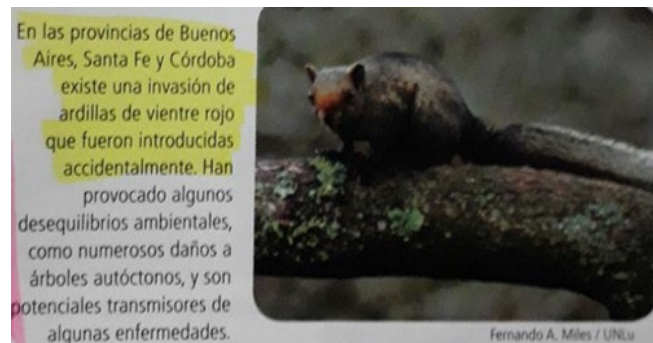 En las provincias de Buenos
Aires, Santa Fe y Córdoba
existe una invasión de
ardillas de vientre rojo
que fueron introducidas
accidentalmente. Han
provocado algunos
desequilibrios ambientales,
como numerosos daños a
árboles autóctonos, y son
potenciales transmisores de
algunas enfermedades.
Fernando A. Miles / UNLu